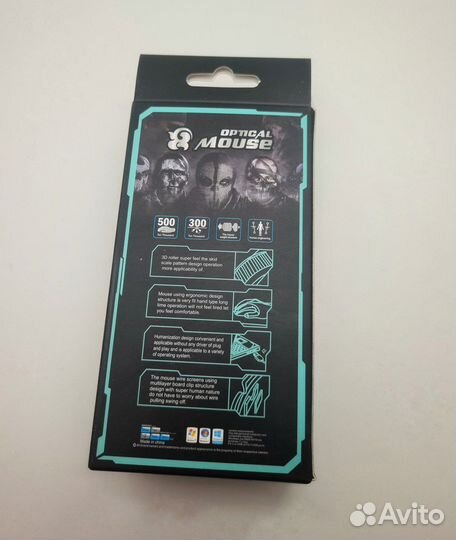 OPTICAL
MOUSE
500
Ten Thousand
300
Ten Thousand
3D roller super feel the skid
scale pattern design operation
more applicability of.
Mouse using ergonomic design
structure is very fit hand type long
time operation will not feel tired let
you feel comfortable.
Humanization design convenient and
applicable without any driver of plug
and play and is applicable to a variety
of operating system.
The mouse wire screens using
multilayer board clip structure
design with super human nature
do not have to worry about wire
pulling swing off.
Made in china
Avito